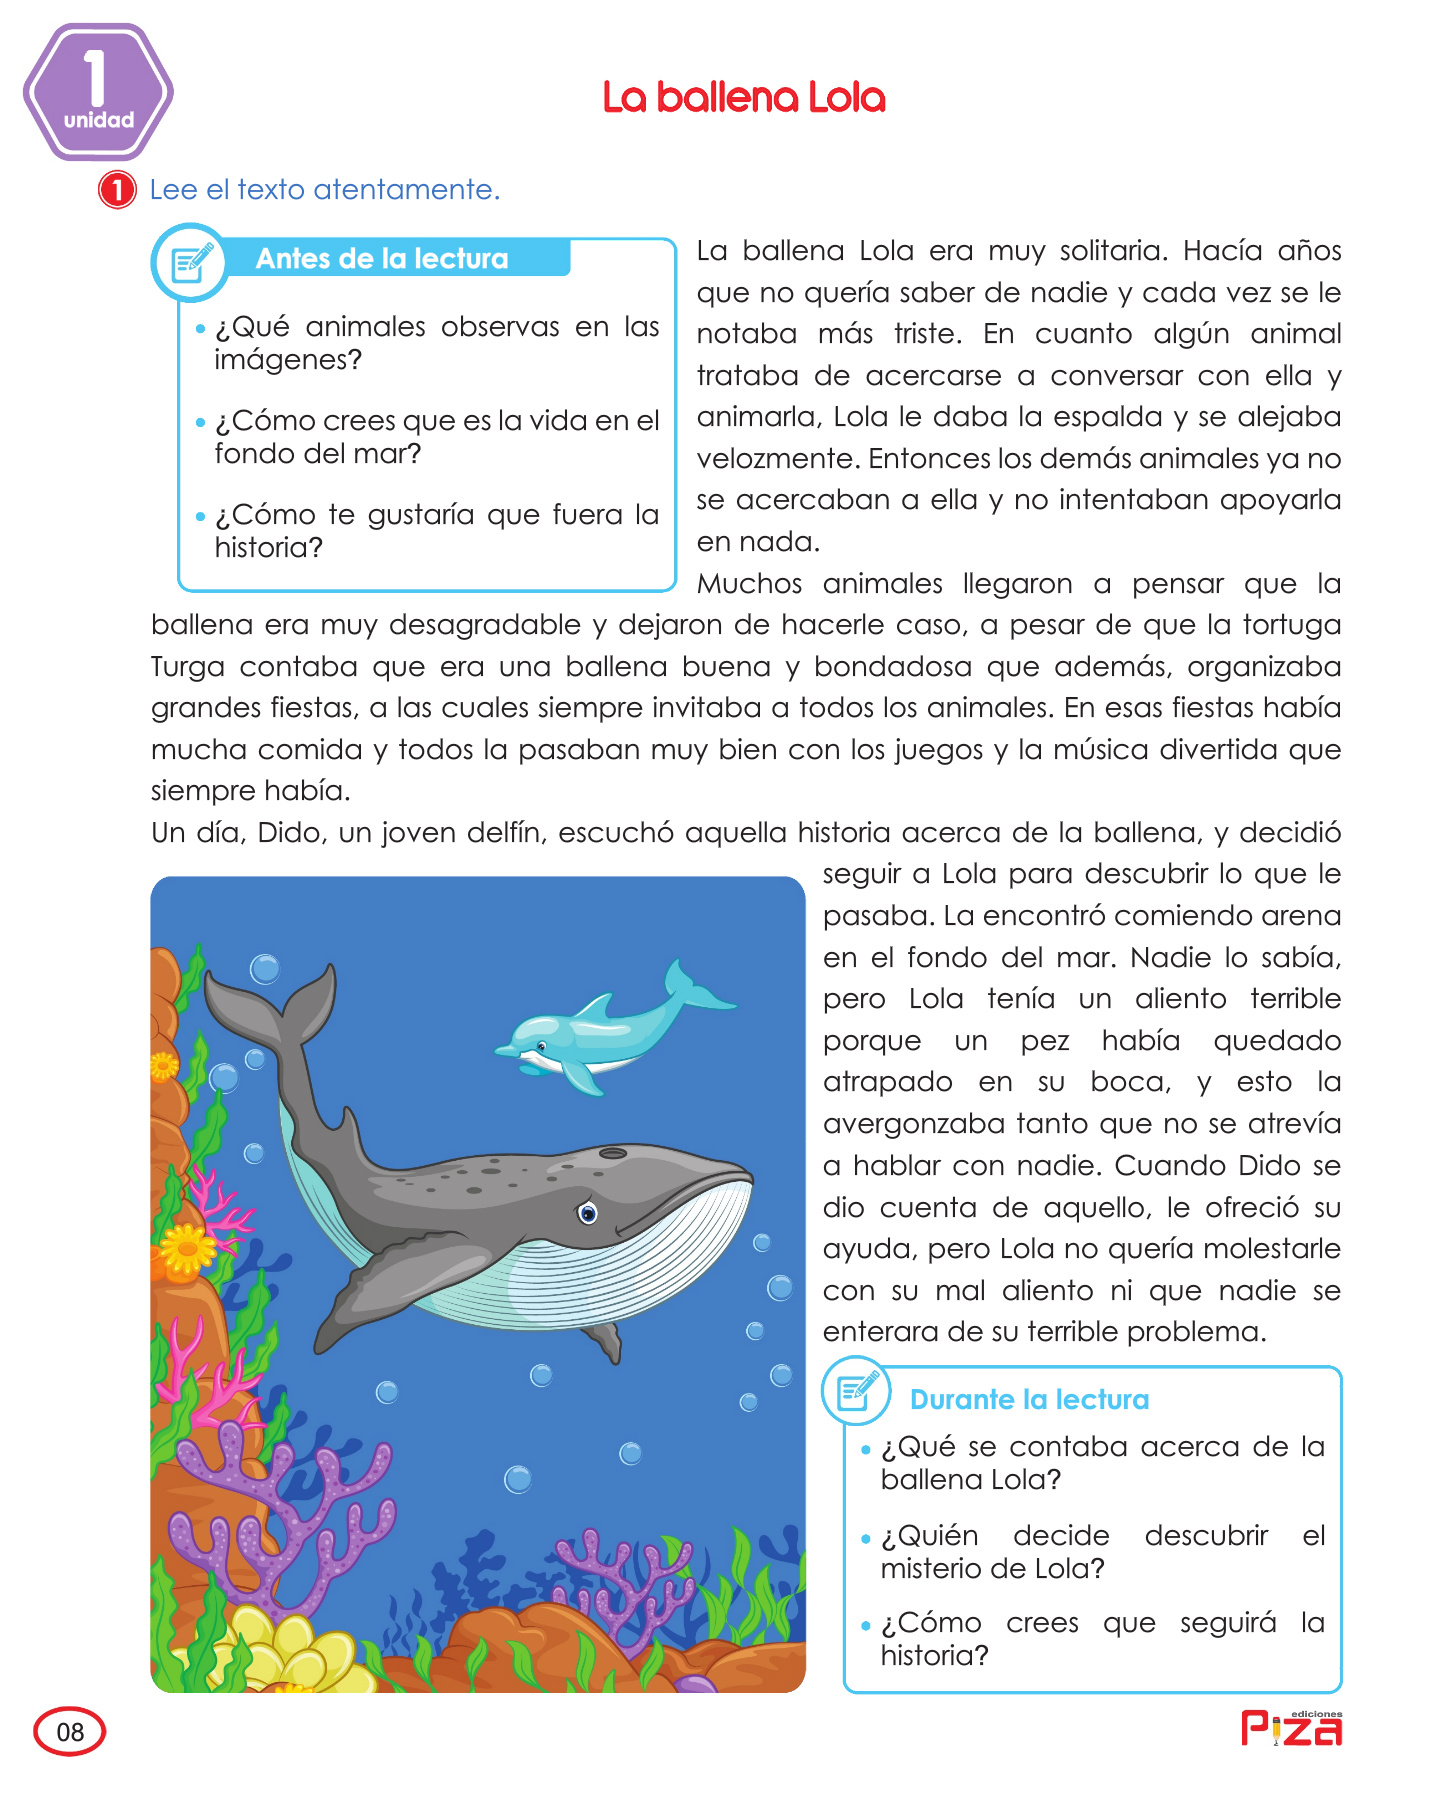 1
unidad
La ballena Lola
1 Lee el texto atentamente.
Antes de la lectura
• ¿Qué animales observas en las
imágenes?
• ¿Cómo crees que es la vida en el
fondo del mar?
• ¿Cómo te gustaría que fuera la
historia?
La ballena Lola era muy solitaria. Hacía años
que no quería saber de nadie y cada vez se le
notaba más triste. En cuanto algún animal
trataba de acercarse a conversar con ella y
animarla, Lola le daba la espalda y se alejaba
velozmente. Entonces los demás animales ya no
se acercaban a ella y no intentaban apoyarla
en nada.
Muchos animales llegaron a pensar que la
ballena era muy desagradable y dejaron de hacerle caso, a pesar de que la tortuga
Turga contaba que era una ballena buena y bondadosa que además, organizaba
grandes fiestas, a las cuales siempre invitaba a todos los animales. En esas fiestas había
mucha comida y todos la pasaban muy bien con los juegos y la música divertida que
siempre había.
Un día, Dido, un joven delfín, escuchó aquella historia acerca de la ballena, y decidió
seguir a Lola para descubrir lo que le
pasaba. La encontró comiendo arena
en el fondo del mar. Nadie lo sabía,
pero Lola tenía un aliento terrible
porque un pez había quedado
atrapado en su boca, y esto la
avergonzaba tanto que no se atrevía
a hablar con nadie. Cuando Dido se
dio cuenta de aquello, le ofreció su
ayuda, pero Lola no quería molestarle
con su mal aliento ni que nadie se
enterara de su terrible problema.
Durante la lectura
• ¿Qué se contaba acerca de la
ballena Lola?
• ¿Quién decide descubrir el
misterio de Lola?
• ¿Cómo crees que seguirá la
historia?
08
ediciones
Piza